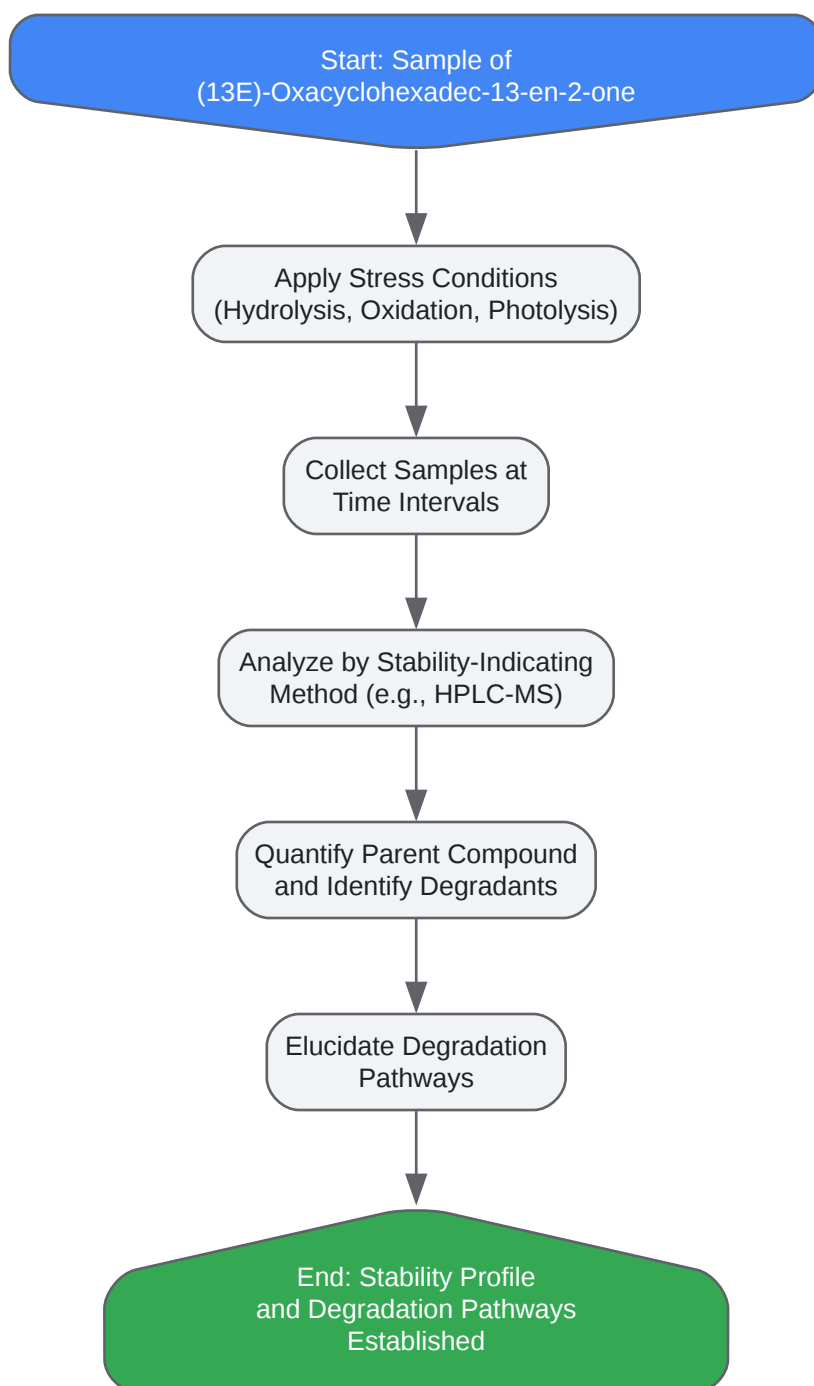 Start: Sample of
(13E)-Oxacyclohexadec-13-en-2-one
Apply Stress Conditions
(Hydrolysis, Oxidation, Photolysis)
Collect Samples at
Time Intervals
Analyze by Stability-Indicating
Method (e.g., HPLC-MS)
Quantify Parent Compound
and Identify Degradants
Elucidate Degradation
Pathways
End: Stability Profile
and Degradation Pathways
Established